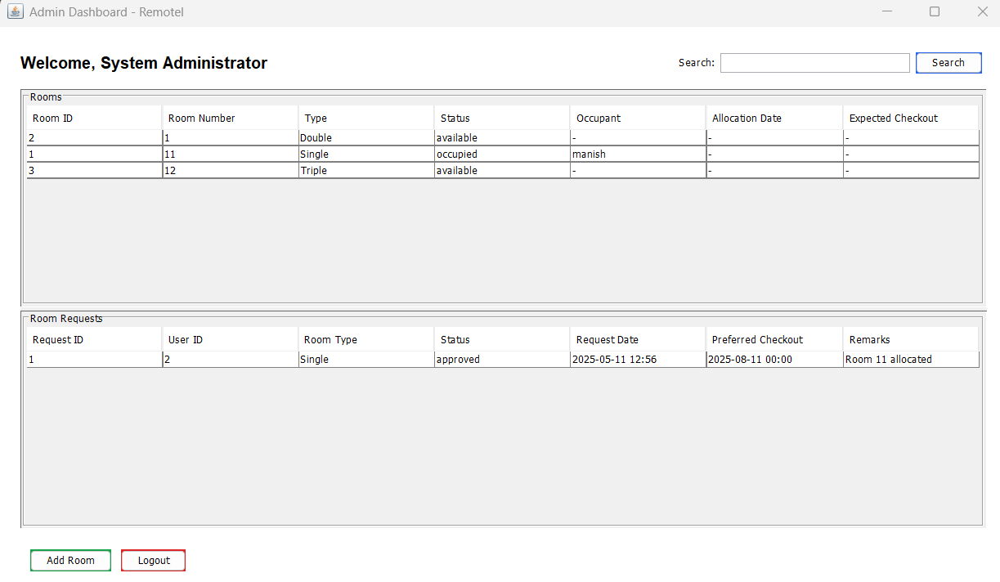 Admin Dashboard - Remotel
Welcome, System Administrator
Search: Search
Rooms
Room ID Room Number Type Status Occupant Allocation Date Expected Checkout
2 1 Double available - - -
1 11 Single occupied manish - -
3 12 Triple available - - -
Room Requests
Request ID User ID Room Type Status Request Date Preferred Checkout Remarks
1 2 Single approved 2025-05-11 12:56 2025-08-11 00:00 Room 11 allocated
Add Room Logout